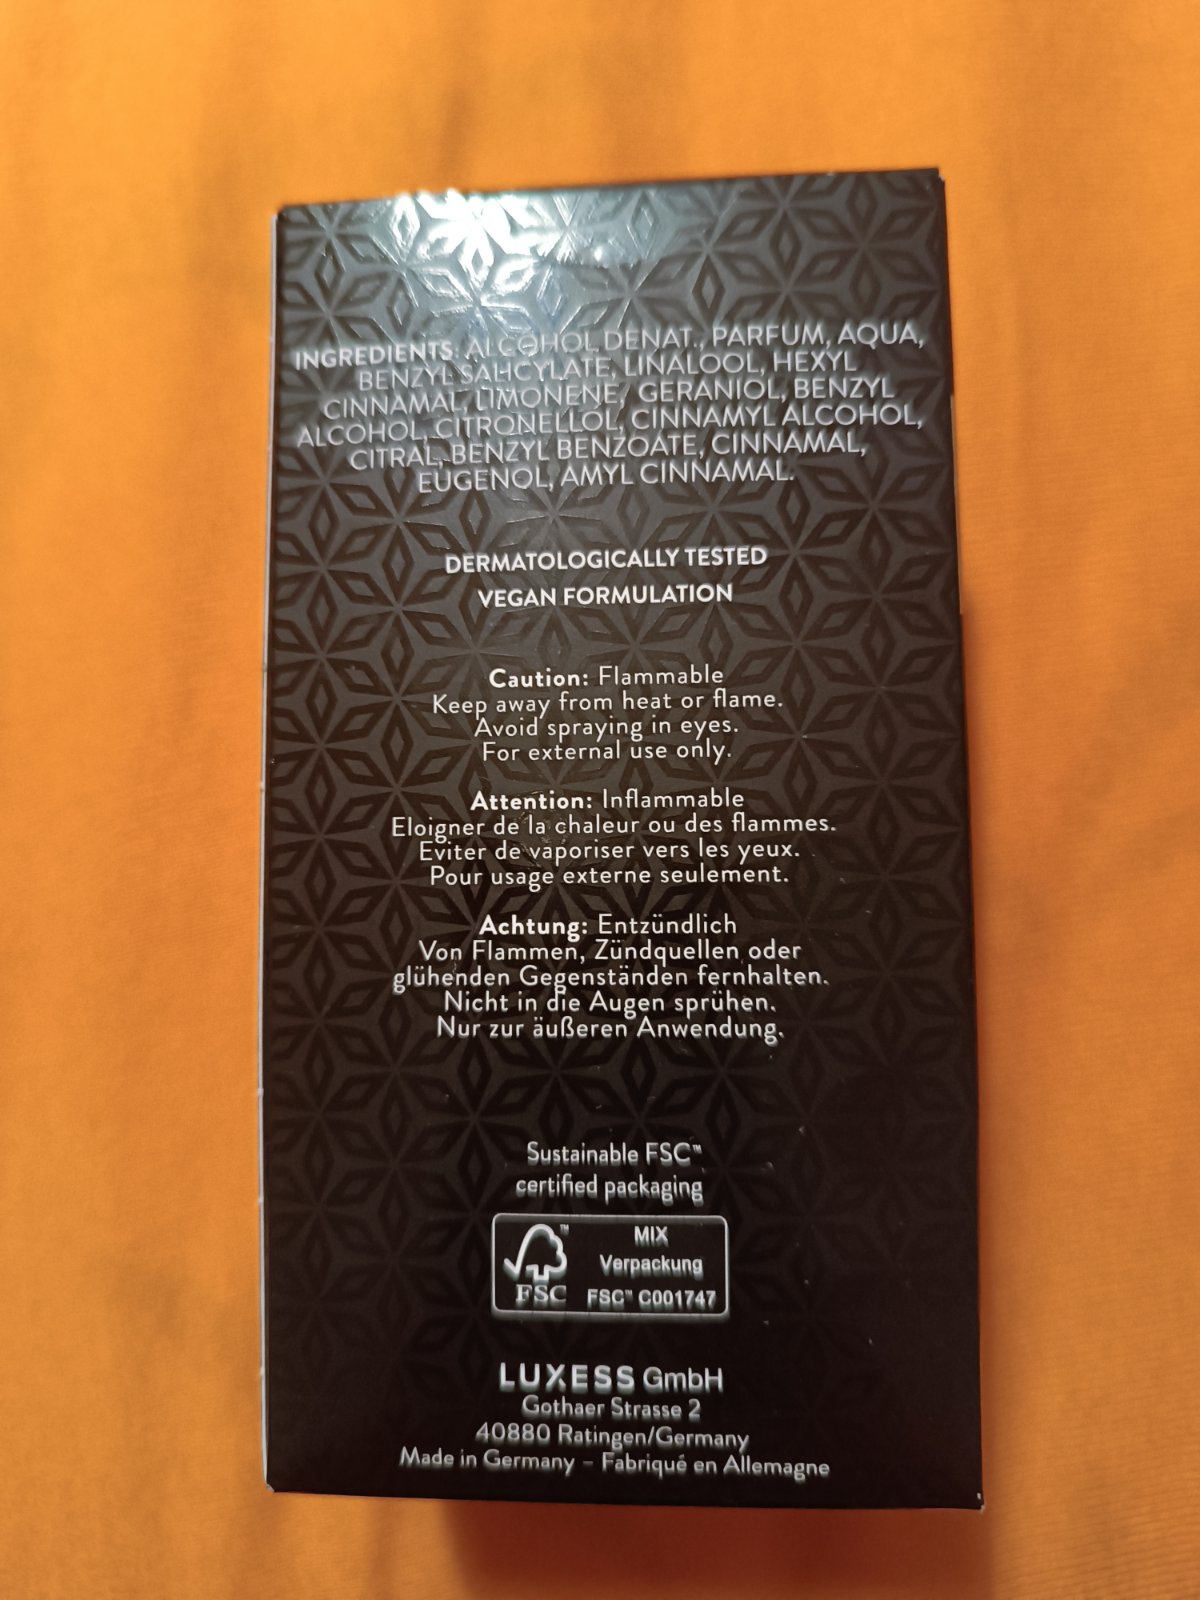 INGREDIENTS: ALCOHOL DENAT., PARFUM, AQUA,
BENZYL SALICYLATE, LINALOOL, HEXYL
CINNAMAL, LIMONENE, GERANIOL, BENZYL
ALCOHOL, CITRONELLOL, CINNAMYL ALCOHOL,
CITRAL, BENZYL BENZOATE, CINNAMAL,
EUGENOL, AMYL CINNAMAL.
DERMATOLOGICALLY TESTED
VEGAN FORMULATION
Caution: Flammable
Keep away from heat or flame.
Avoid spraying in eyes.
For external use only.
Attention: Inflammable
Eloigner de la chaleur ou des flammes.
Eviter de vaporiser vers les yeux.
Pour usage externe seulement.
Achtung: Entzündlich
Von Flammen, Zündquellen oder
glühenden Gegenständen fernhalten.
Nicht in die Augen sprühen.
Nur zur äußeren Anwendung.
Sustainable FSC™
certified packaging
MIX
Verpackung
FSC™ FSC™ C001747
LUXESS GmbH
Gothaer Strasse 2
40880 Ratingen/Germany
Made in Germany – Fabriqué en Allemagne